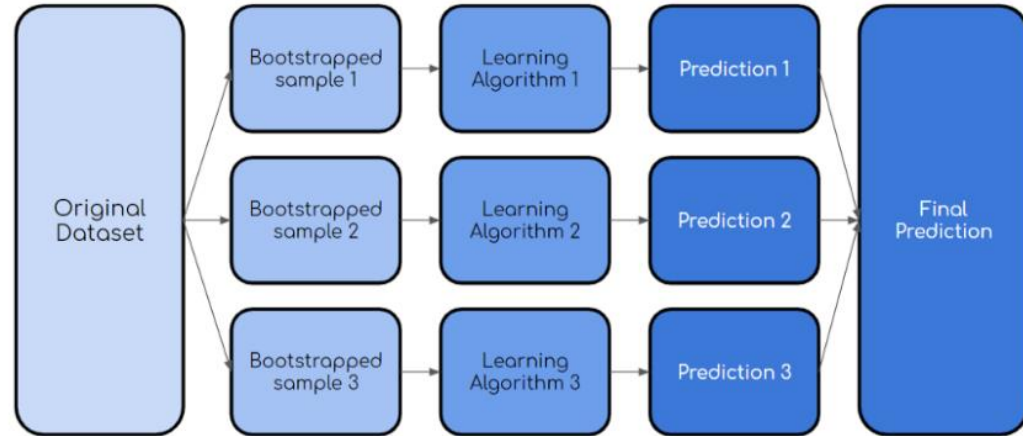 Original
Dataset
Bootstrapped
sample 1
Learning
Algorithm 1
Prediction 1
Bootstrapped
sample 2
Learning
Algorithm 2
Prediction 2
Bootstrapped
sample 3
Learning
Algorithm 3
Prediction 3
Final
Prediction